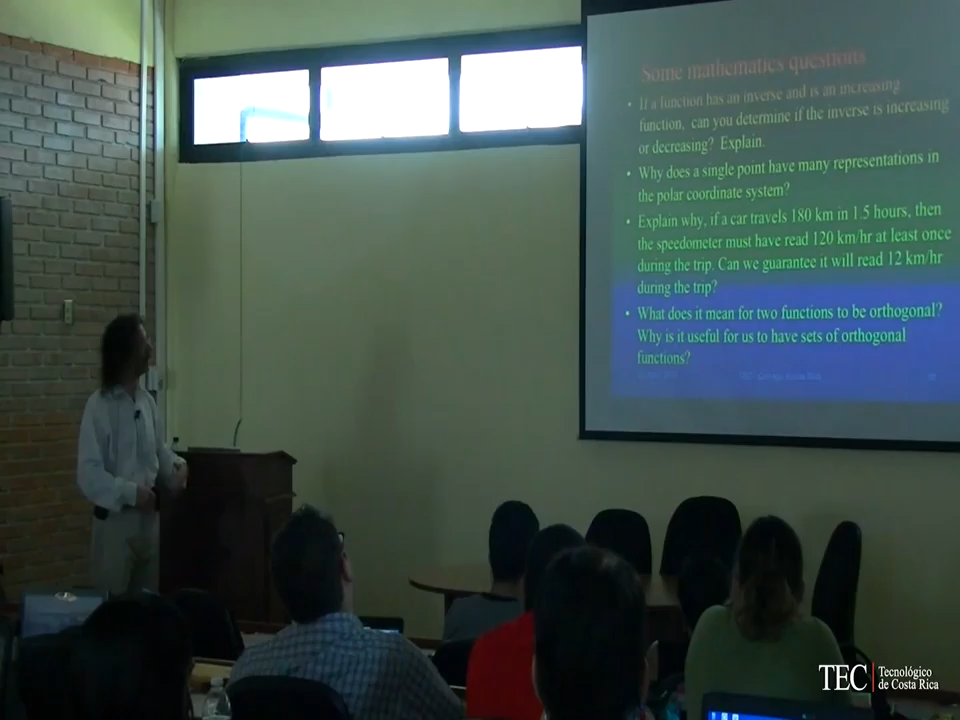 Some mathematics questions
• If a function has an inverse and is an increasing
function, can you determine if the inverse is increasing
or decreasing? Explain.
• Why does a single point have many representations in
the polar coordinate system?
• Explain why, if a car travels 180 km in 1.5 hours, then
the speedometer must have read 120 km/hr at least once
during the trip. Can we guarantee it will read 12 km/hr
during the trip?
• What does it mean for two functions to be orthogonal?
Why is it useful for us to have sets of orthogonal
functions?
TEC | Tecnológico
de Costa Rica